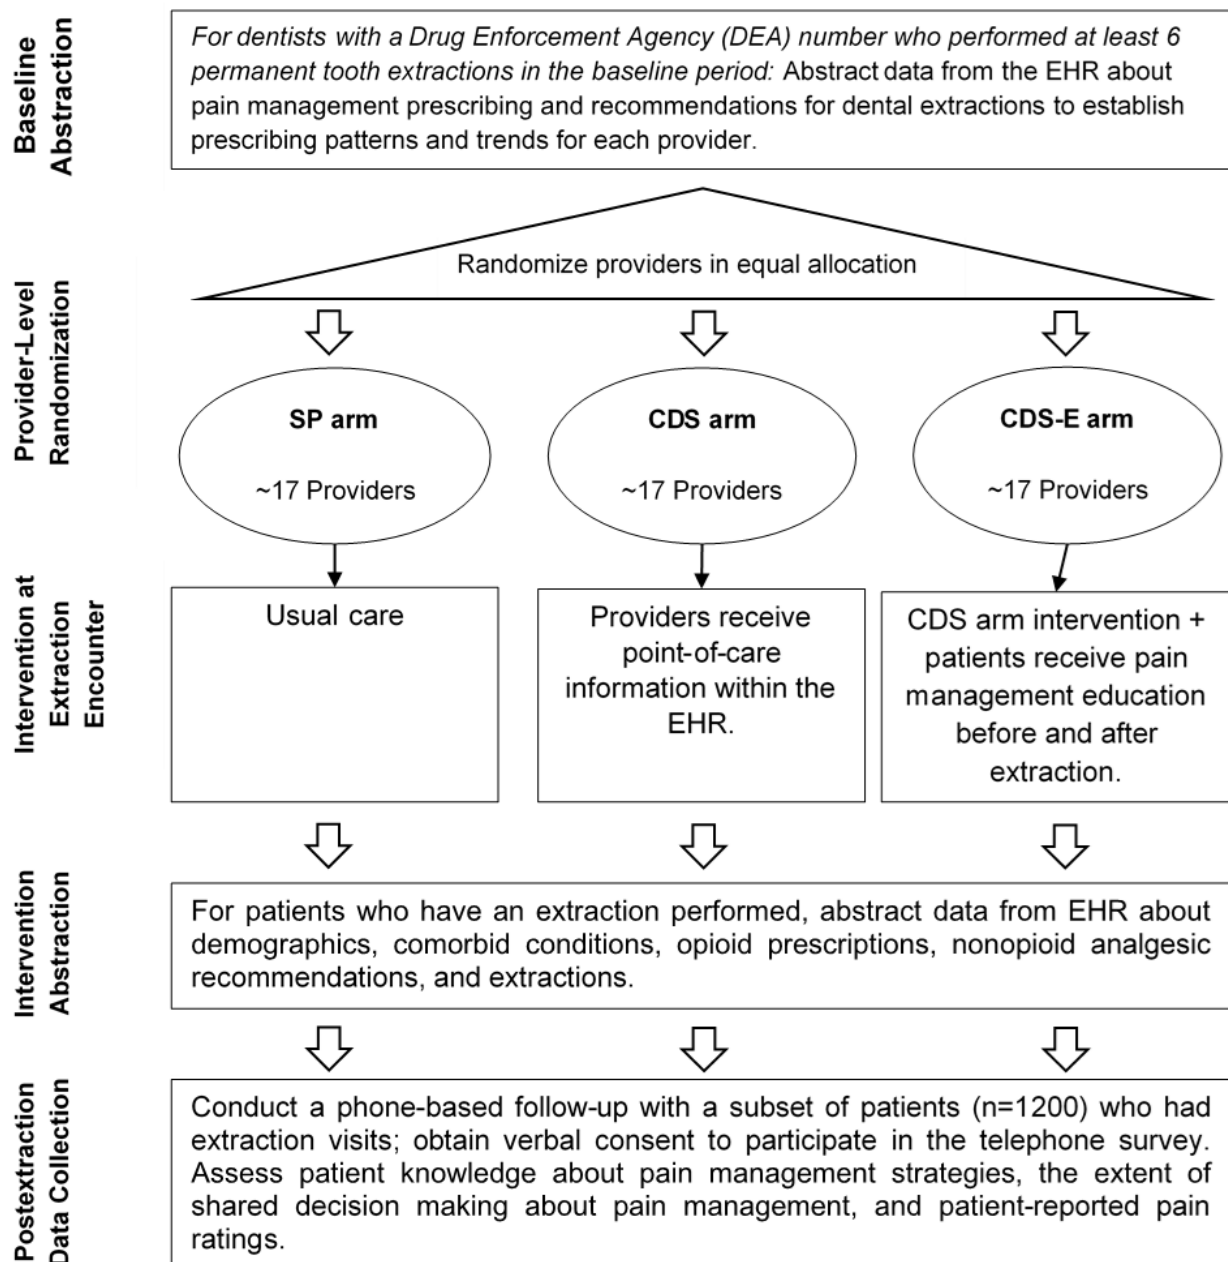 Baseline
Abstraction
For dentists with a Drug Enforcement Agency (DEA) number who performed at least 6
permanent tooth extractions in the baseline period: Abstract data from the EHR about
pain management prescribing and recommendations for dental extractions to establish
prescribing patterns and trends for each provider.
Provider-Level
Randomization
Randomize providers in equal allocation
SP arm
~17 Providers
CDS arm
~17 Providers
CDS-E arm
~17 Providers
Intervention at
Extraction
Encounter
Usual care
Providers receive
point-of-care
information within the
EHR.
CDS arm intervention +
patients receive pain
management education
before and after
extraction.
Intervention
Abstraction
For patients who have an extraction performed, abstract data from EHR about
demographics, comorbid conditions, opioid prescriptions, nonopioid analgesic
recommendations, and extractions.
Postextraction
Data Collection
Conduct a phone-based follow-up with a subset of patients (n=1200) who had
extraction visits; obtain verbal consent to participate in the telephone survey.
Assess patient knowledge about pain management strategies, the extent of
shared decision making about pain management, and patient-reported pain
ratings.